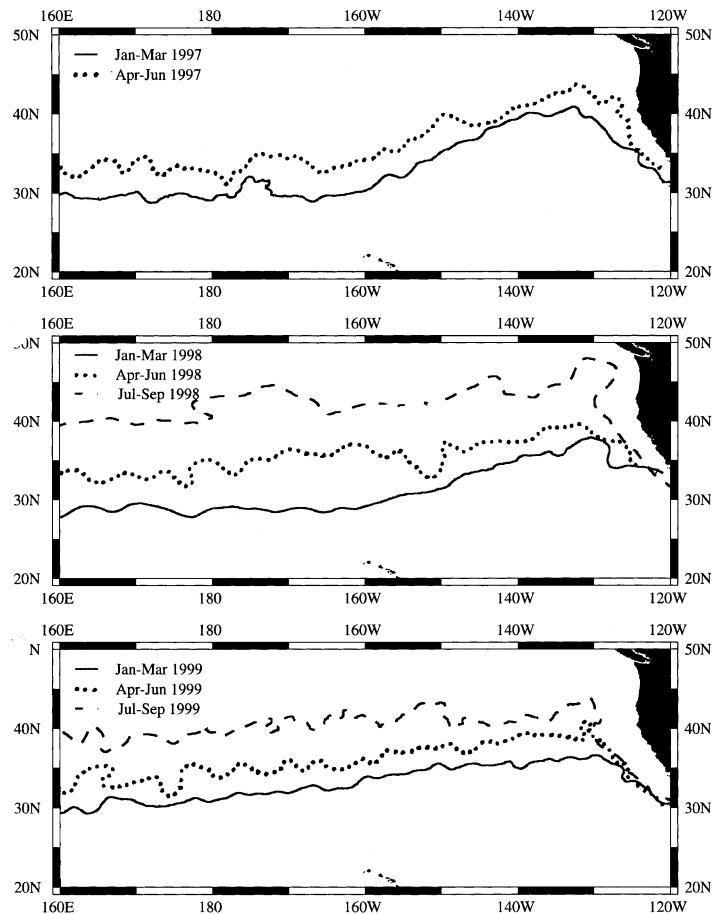 160E 180 160W 140W 120W
50N 50N
Jan-Mar 1997
Apr-Jun 1997
40N 40N
30N 30N
20N 20N
160E 180 160W 140W 120W
160E 180 160W 140W 120W
50N
Jan-Mar 1998
Apr-Jun 1998
Jul-Sep 1998
40N 40N
30N 30N
20N 20N
160E 180 160W 140W 120W
160E 180 160W 140W 120W
N 50N
Jan-Mar 1999
Apr-Jun 1999
Jul-Sep 1999
40N 40N
30N 30N
20N 20N
160E 180 160W 140W 120W